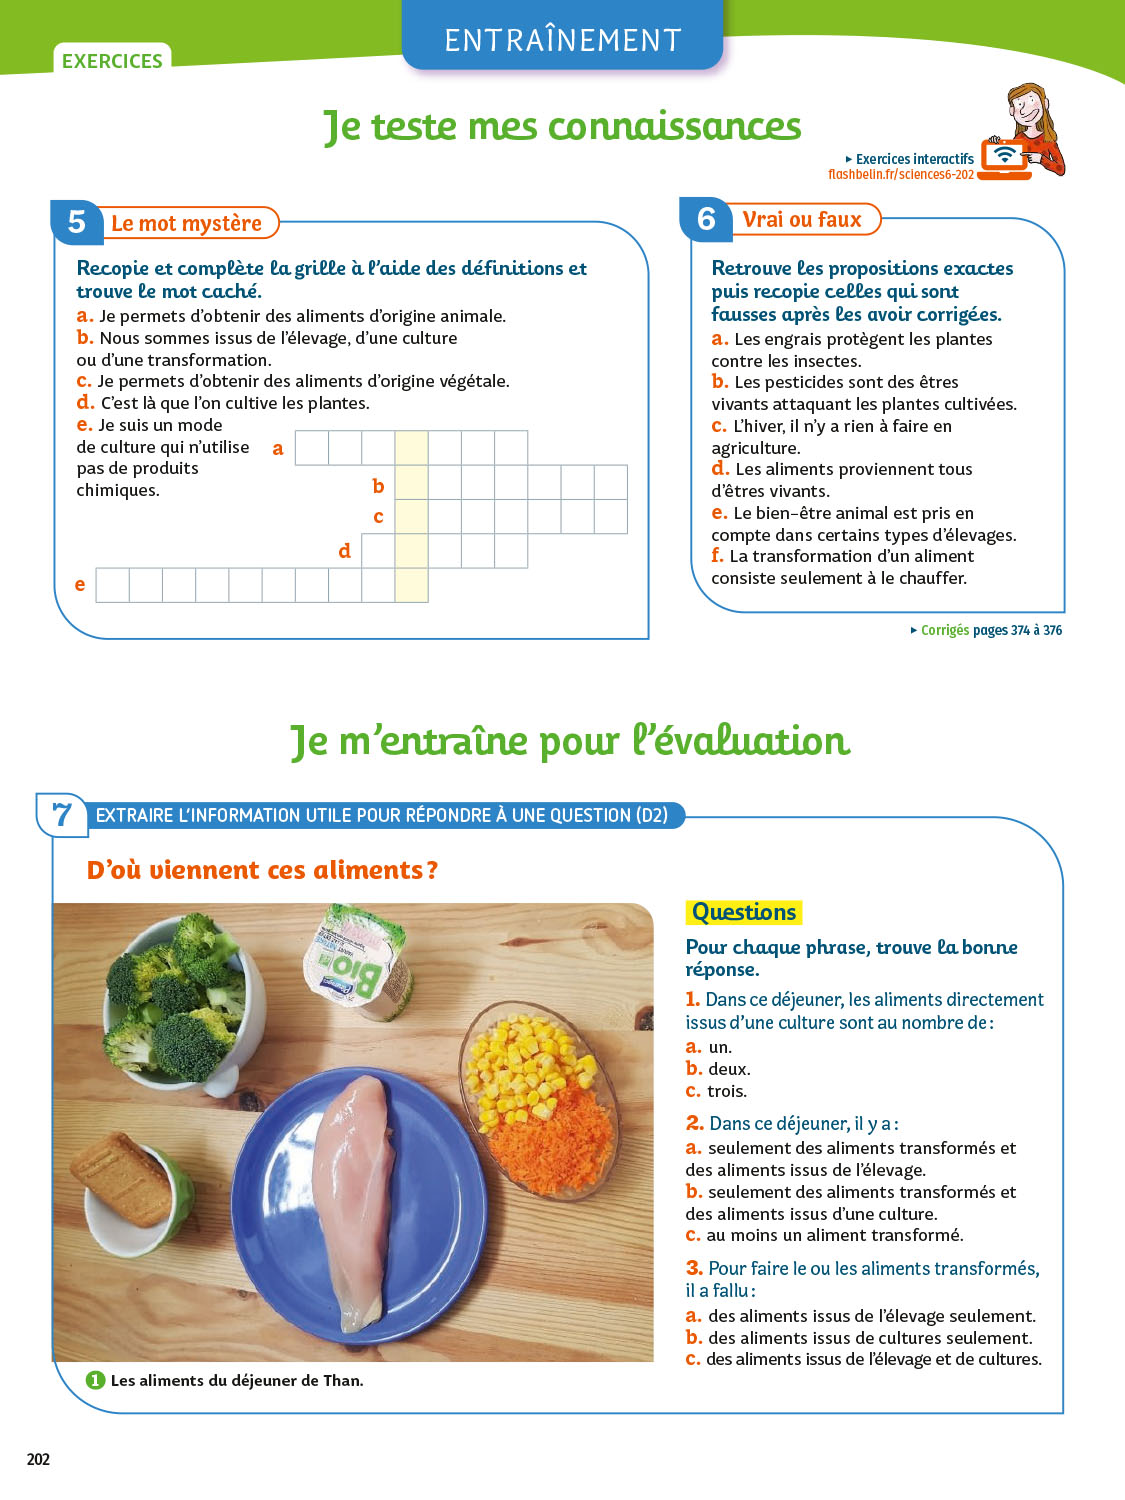 EXERCICES
ENTRAÎNEMENT
Je teste mes connaissances
▸ Exercices interactifs
flashbelin.fr/sciences6-202
5 Le mot mystère
Recopie et complète la grille à l’aide des définitions et
trouve le mot caché.
a. Je permets d’obtenir des aliments d’origine animale.
b. Nous sommes issus de l’élevage, d’une culture
ou d’une transformation.
c. Je permets d’obtenir des aliments d’origine végétale.
d. C’est là que l’on cultive les plantes.
e. Je suis un mode
de culture qui n’utilise
pas de produits
chimiques.
a
b
c
d
e
6 Vrai ou faux
Retrouve les propositions exactes
puis recopie celles qui sont
fausses après les avoir corrigées.
a. Les engrais protègent les plantes
contre les insectes.
b. Les pesticides sont des êtres
vivants attaquant les plantes cultivées.
c. L’hiver, il n’y a rien à faire en
agriculture.
d. Les aliments proviennent tous
d’êtres vivants.
e. Le bien-être animal est pris en
compte dans certains types d’élevages.
f. La transformation d’un aliment
consiste seulement à le chauffer.
▸ Corrigés pages 374 à 376
Je m’entraîne pour l’évaluation
7 EXTRAIRE L’INFORMATION UTILE POUR RÉPONDRE À UNE QUESTION (D2)
D’où viennent ces aliments ?
Bio
1 Les aliments du déjeuner de Than.
Questions
Pour chaque phrase, trouve la bonne
réponse.
1. Dans ce déjeuner, les aliments directement
issus d’une culture sont au nombre de :
a. un.
b. deux.
c. trois.
2. Dans ce déjeuner, il y a :
a. seulement des aliments transformés et
des aliments issus de l’élevage.
b. seulement des aliments transformés et
des aliments issus d’une culture.
c. au moins un aliment transformé.
3. Pour faire le ou les aliments transformés,
il a fallu :
a. des aliments issus de l’élevage seulement.
b. des aliments issus de cultures seulement.
c. des aliments issus de l’élevage et de cultures.
202